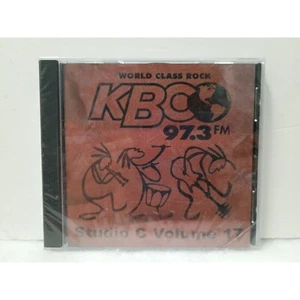 WORLD CLASS ROCK
KBCO
97.3 FM
Studio C Volume 17